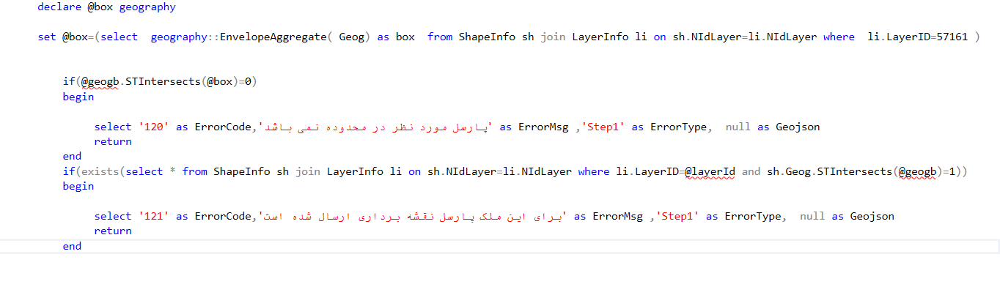 declare @box geography
set @box=(select  geography::EnvelopeAggregate( Geog) as box  from ShapeInfo sh join LayerInfo li on sh.NIdLayer=li.NIdLayer where  li.LayerID=57161 )
if(@geogb.STIntersects(@box)=0)
begin
select '120' as ErrorCode,'پارسل مورد نظر در محدوده نمی باشد' as ErrorMsg ,'Step1' as ErrorType,  null as Geojson
return
end
if(exists(select * from ShapeInfo sh join LayerInfo li on sh.NIdLayer=li.NIdLayer where li.LayerID=@layerId and sh.Geog.STIntersects(@geogb)=1))
begin
select '121' as ErrorCode,'برای این ملک پارسل نقشه برداری ارسال شده است' as ErrorMsg ,'Step1' as ErrorType,  null as Geojson
return
end